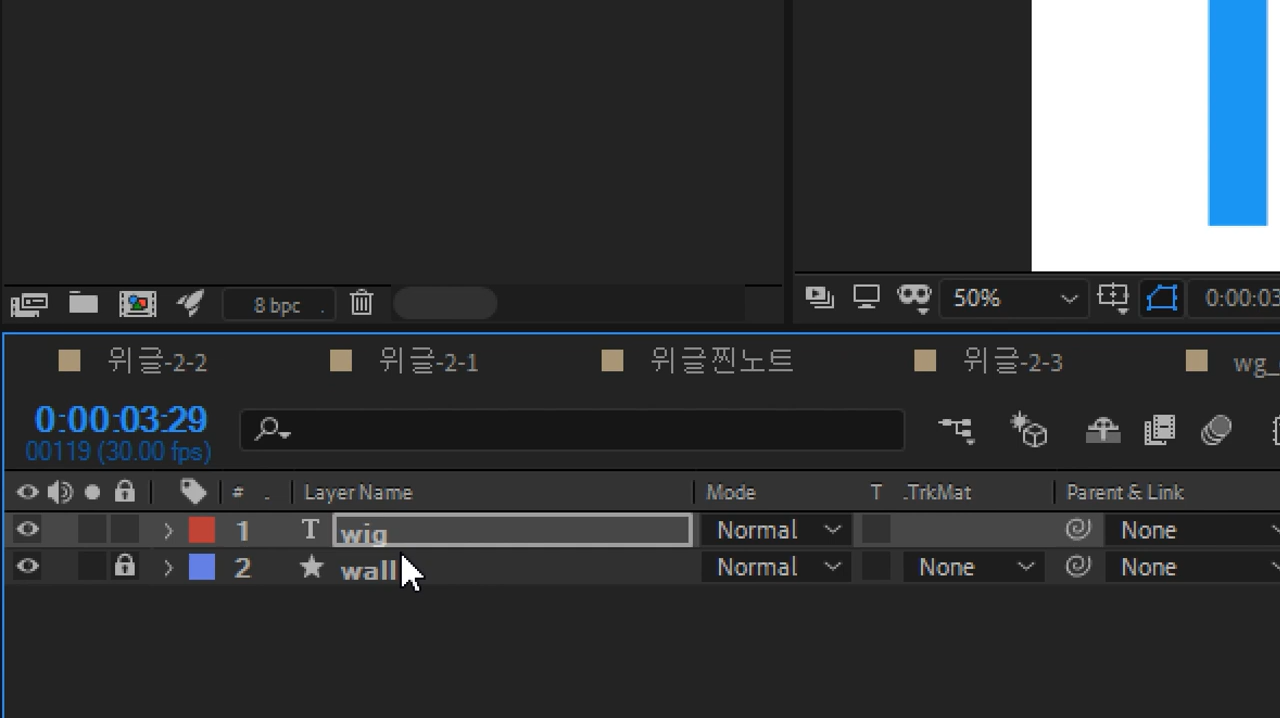 8 bpc
50%
0:00:03
위글-2-2 위글-2-1 위글찐노트 위글-2-3 wg_
0:00:03:29
00119 (30.00 fps)
# . Layer Name Mode T .TrkMat Parent & Link
1 T wig Normal None
2 wall Normal None None